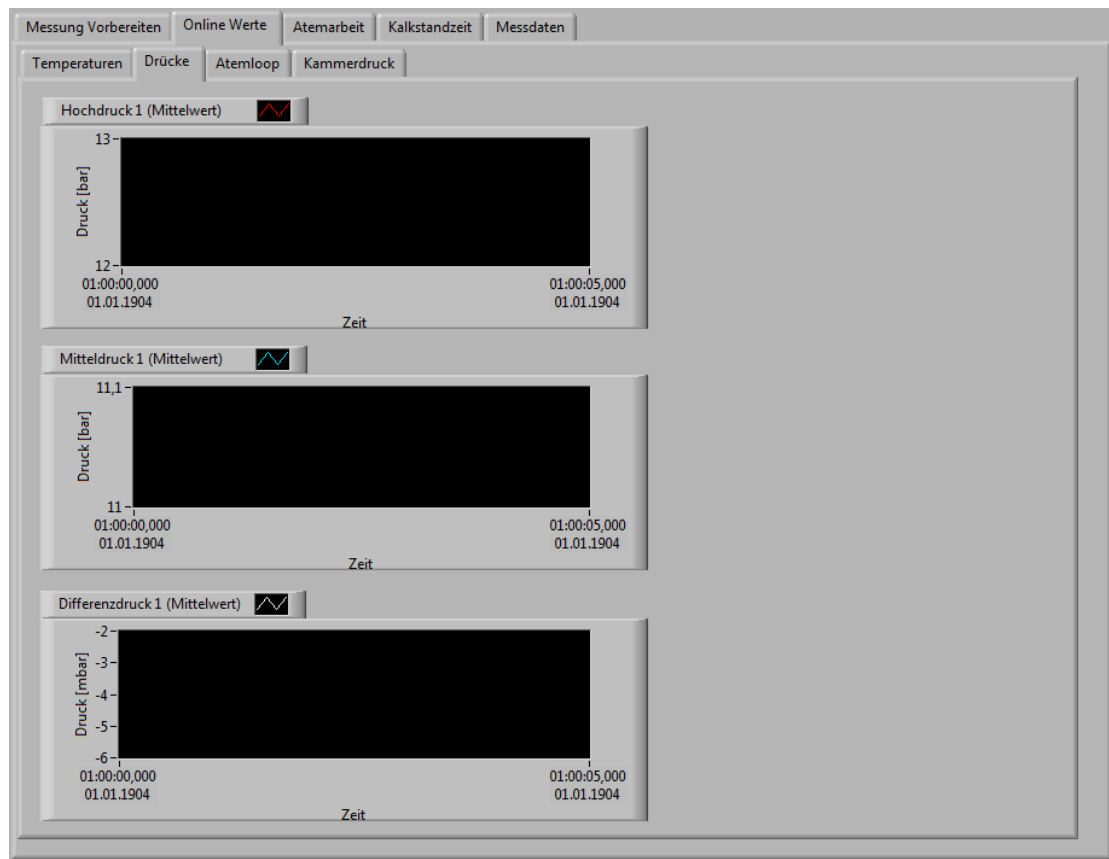 Messung Vorbereiten Online Werte Atemarbeit Kalkstandzeit Messdaten
Temperaturen Drücke Atemloop Kammerdruck
Hochdruck 1 (Mittelwert)
13
Druck [bar]
12
01:00:00,000 01:00:05,000
01.01.1904 01.01.1904
Zeit
Mitteldruck 1 (Mittelwert)
11,1
Druck [bar]
11
01:00:00,000 01:00:05,000
01.01.1904 01.01.1904
Zeit
Differenzdruck 1 (Mittelwert)
-2
-3
Druck [mbar]
-4
-5
-6
01:00:00,000 01:00:05,000
01.01.1904 01.01.1904
Zeit